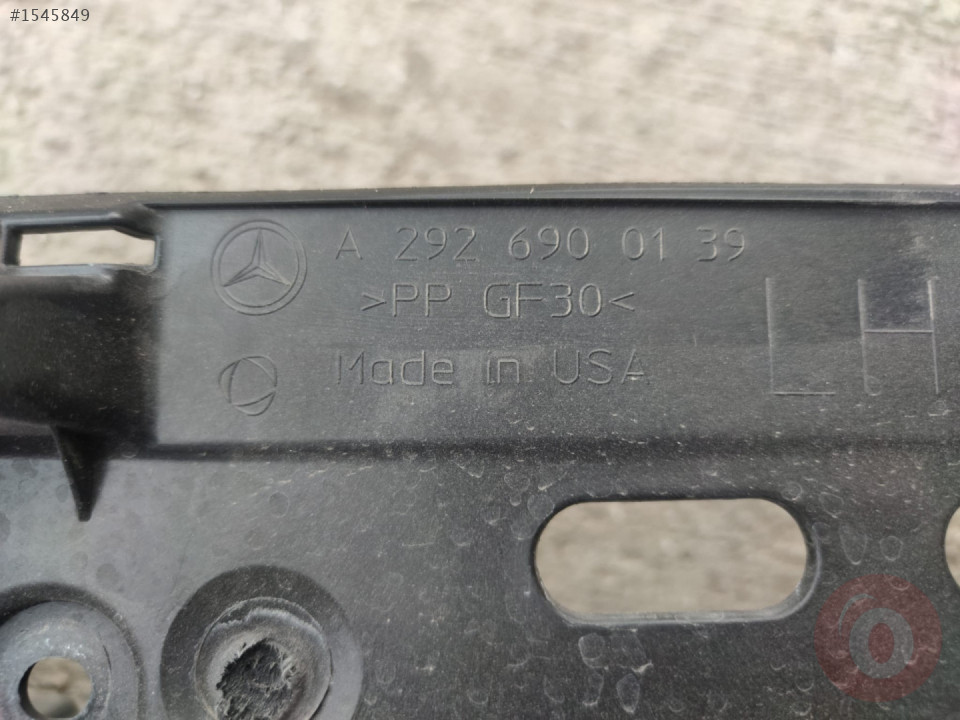 #1545849
A 292 690 01 39
>PP GF30<
Made in USA
LH
a